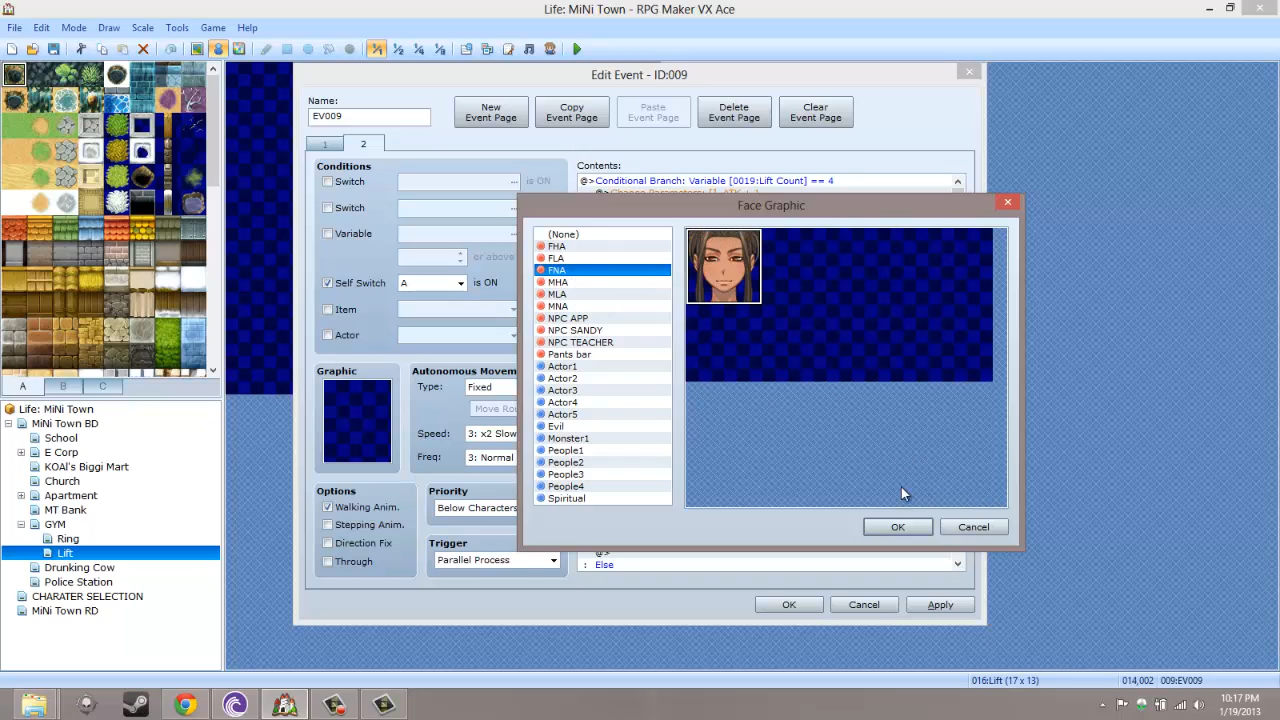 Life: MiNi Town - RPG Maker VX Ace
File Edit Mode Draw Scale Tools Game Help
Edit Event - ID:009
Name:
EV009
New Event Page
Copy Event Page
Paste Event Page
Delete Event Page
Clear Event Page
1 2
Conditions
Switch ... is ON
Switch ...
Variable
or above
Self Switch A is ON
Item
Actor
Graphic
Autonomous Movem
Type: Fixed
Move Rou
Speed: 3: x2 Slow
Freq: 3: Normal
Options
Walking Anim.
Stepping Anim.
Direction Fix
Through
Priority
Below Characters
Trigger
Parallel Process
Contents:
@>Conditional Branch: Variable [0019:Lift Count] == 4
@>
: Else
OK Cancel Apply
Face Graphic
(None)
FHA
FLA
FNA
MHA
MLA
MNA
NPC APP
NPC SANDY
NPC TEACHER
Pants bar
Actor1
Actor2
Actor3
Actor4
Actor5
Evil
Monster1
People1
People2
People3
People4
Spiritual
OK Cancel
A B C
Life: MiNi Town
MiNi Town BD
School
E Corp
KOAl's Biggi Mart
Church
Apartment
MT Bank
GYM
Ring
Lift
Drunking Cow
Police Station
CHARATER SELECTION
MiNi Town RD
016:Lift (17 x 13) 014,002 009:EV009
10:17 PM
1/19/2013